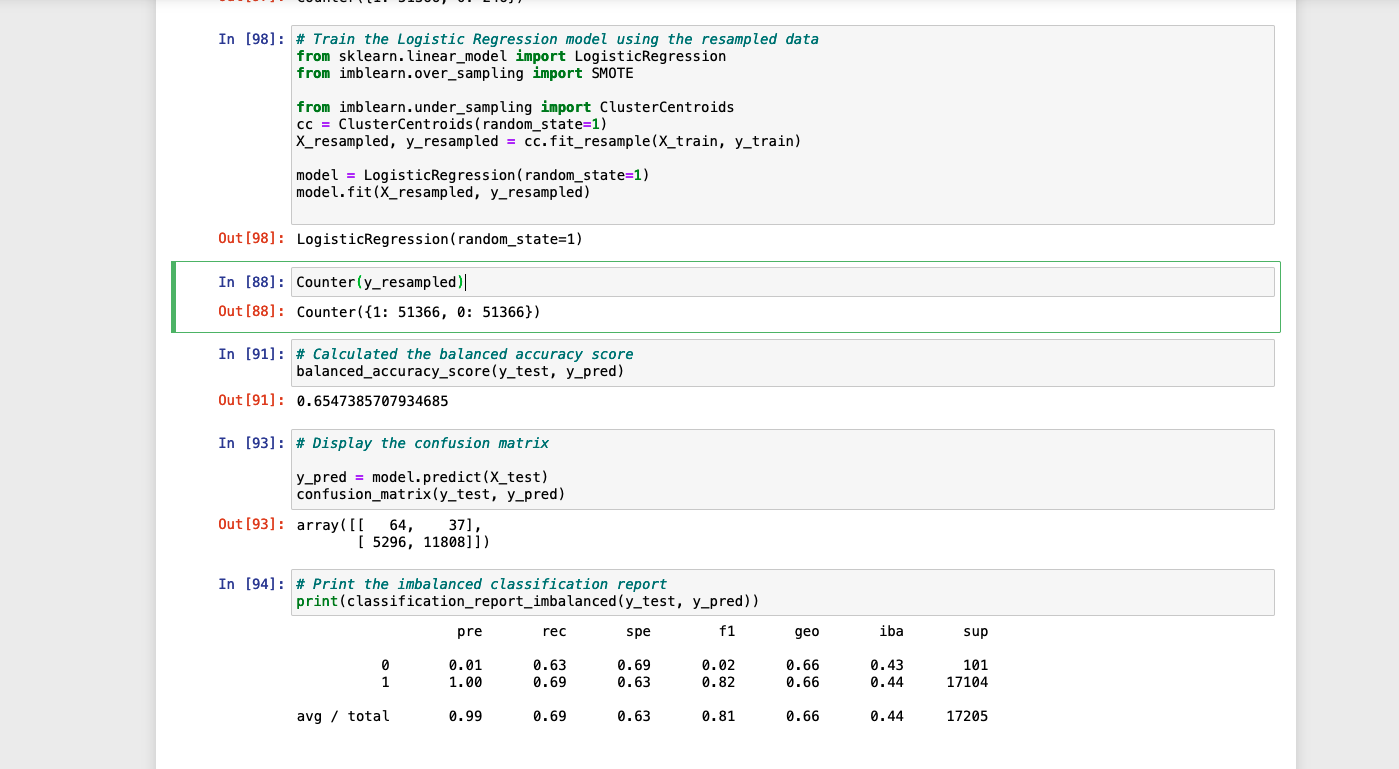 In [98]: # Train the Logistic Regression model using the resampled data
from sklearn.linear_model import LogisticRegression
from imblearn.over_sampling import SMOTE
from imblearn.under_sampling import ClusterCentroids
cc = ClusterCentroids(random_state=1)
X_resampled, y_resampled = cc.fit_resample(X_train, y_train)
model = LogisticRegression(random_state=1)
model.fit(X_resampled, y_resampled)
Out[98]: LogisticRegression(random_state=1)
In [88]: Counter(y_resampled)
Out[88]: Counter({1: 51366, 0: 51366})
In [91]: # Calculated the balanced accuracy score
balanced_accuracy_score(y_test, y_pred)
Out[91]: 0.6547385707934685
In [93]: # Display the confusion matrix
y_pred = model.predict(X_test)
confusion_matrix(y_test, y_pred)
Out[93]: array([[   64,    37],
       [ 5296, 11808]])
In [94]: # Print the imbalanced classification report
print(classification_report_imbalanced(y_test, y_pred))
pre rec spe f1 geo iba sup
0 0.01 0.63 0.69 0.02 0.66 0.43 101
1 1.00 0.69 0.63 0.82 0.66 0.44 17104
avg / total 0.99 0.69 0.63 0.81 0.66 0.44 17205